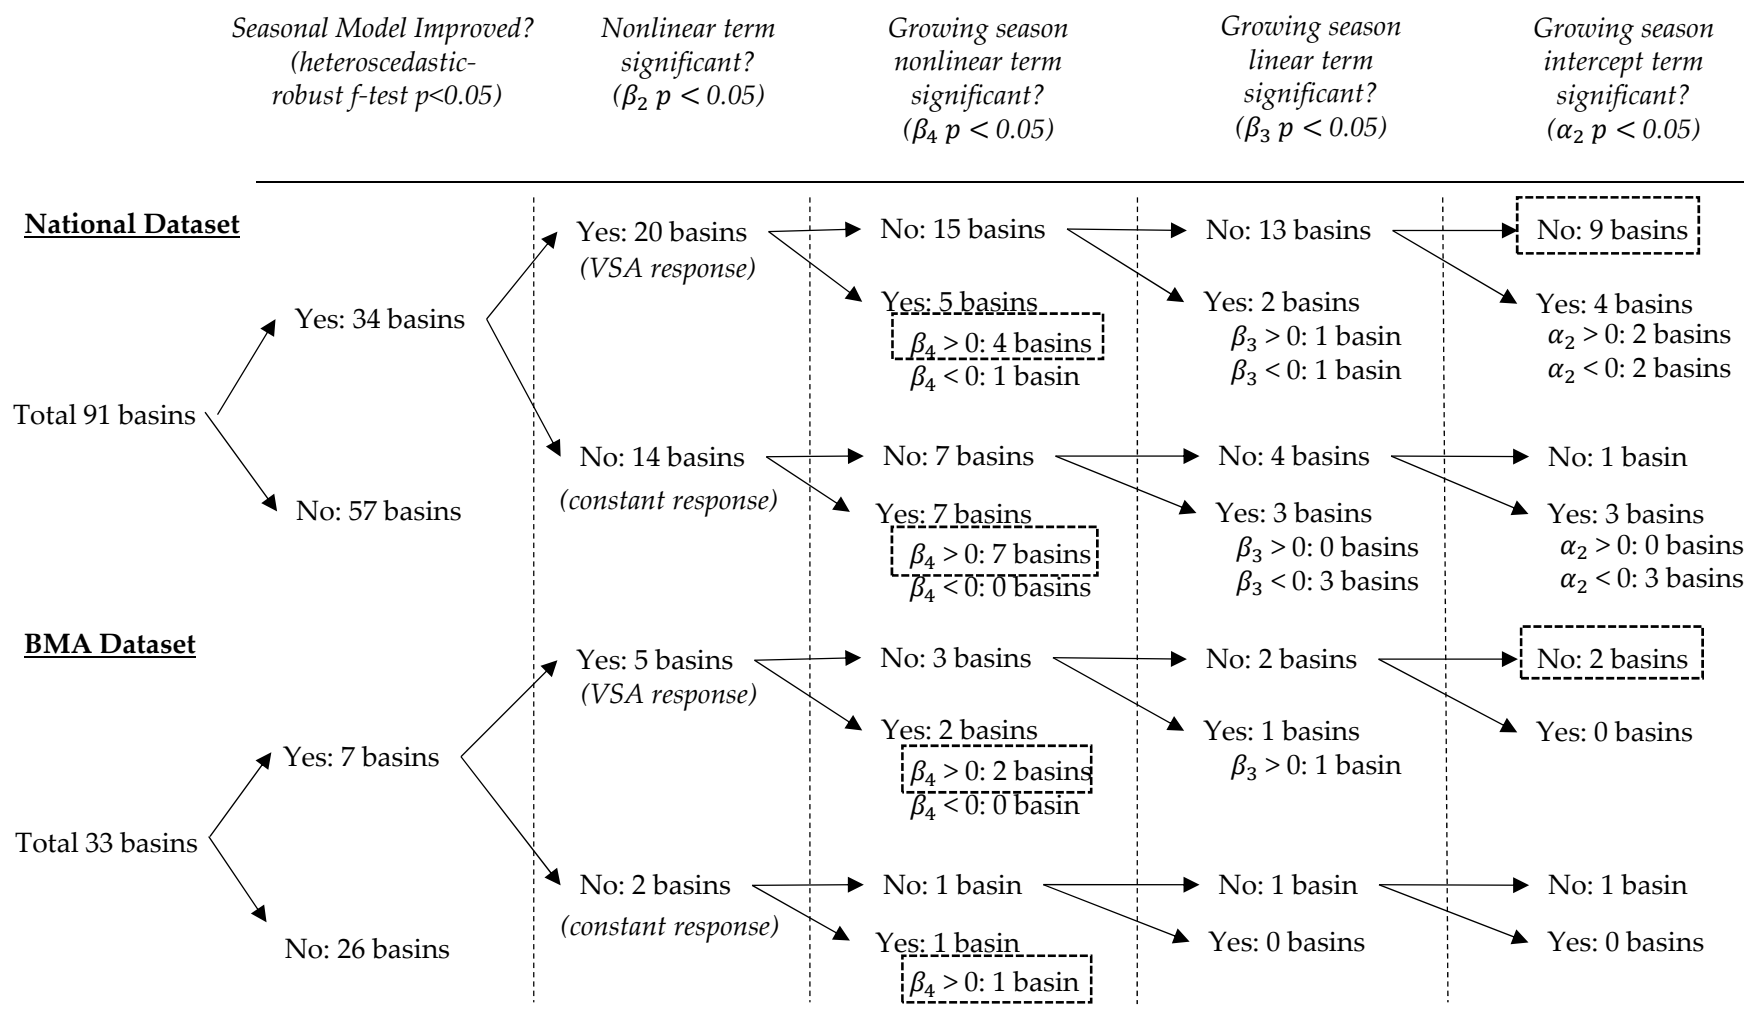 Seasonal Model Improved?
(heteroscedastic-
robust f-test p<0.05)
Nonlinear term
significant?
(β₂ p < 0.05)
Growing season
nonlinear term
significant?
(β₄ p < 0.05)
Growing season
linear term
significant?
(β₃ p < 0.05)
Growing season
intercept term
significant?
(α₂ p < 0.05)
National Dataset
Total 91 basins
Yes: 34 basins
No: 57 basins
Yes: 20 basins
(VSA response)
No: 14 basins
(constant response)
No: 15 basins
Yes: 5 basins
β₄ > 0: 4 basins
β₄ < 0: 1 basin
No: 7 basins
Yes: 7 basins
β₄ > 0: 7 basins
β₄ < 0: 0 basins
No: 13 basins
Yes: 2 basins
β₃ > 0: 1 basin
β₃ < 0: 1 basin
No: 4 basins
Yes: 3 basins
β₃ > 0: 0 basins
β₃ < 0: 3 basins
No: 9 basins
Yes: 4 basins
α₂ > 0: 2 basins
α₂ < 0: 2 basins
No: 1 basin
Yes: 3 basins
α₂ > 0: 0 basins
α₂ < 0: 3 basins
BMA Dataset
Total 33 basins
Yes: 7 basins
No: 26 basins
Yes: 5 basins
(VSA response)
No: 2 basins
(constant response)
No: 3 basins
Yes: 2 basins
β₄ > 0: 2 basins
β₄ < 0: 0 basin
No: 1 basin
Yes: 1 basin
β₄ > 0: 1 basin
No: 2 basins
Yes: 1 basins
β₃ > 0: 1 basin
No: 1 basin
Yes: 0 basins
No: 2 basins
Yes: 0 basins
No: 1 basin
Yes: 0 basins